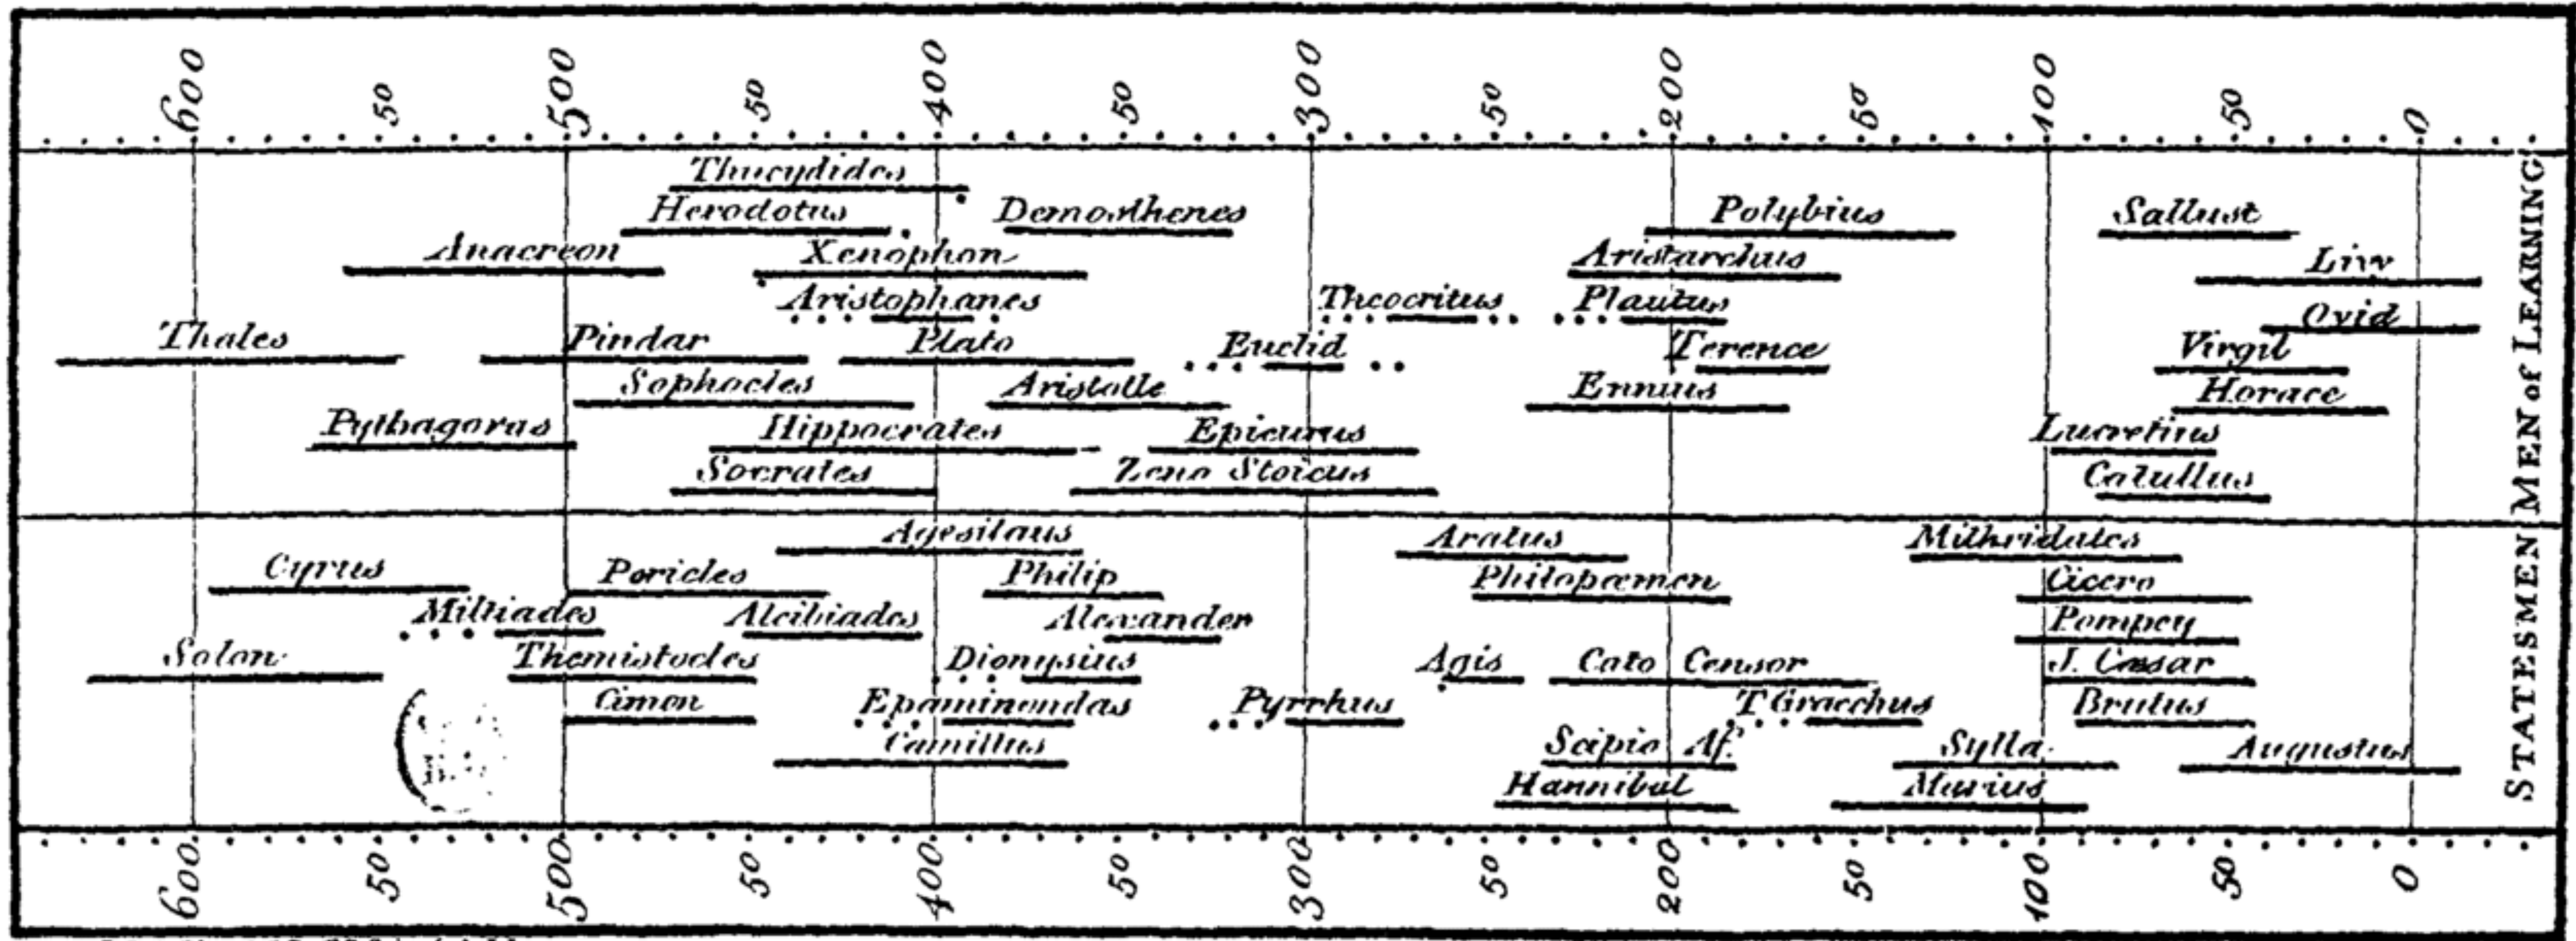 600 50 500 50 400 50 300 50 200 50 100 50 0
Thucydides
Herodotus Demosthenes Polybius Sallust
Anacreon Xenophon Aristarchus Livy
Aristophanes Theocritus Plautus Ovid
Thales Pindar Plato Euclid Terence Virgil
Sophocles Aristotle Ennius Horace
Pythagoras Hippocrates Epicurus Lucretius
Socrates Zeno Stoicus Catullus
MEN of LEARNING
Agesilaus Aratus Mithridates
Cyrus Pericles Philip Philopœmen Cicero
Miltiades Alcibiades Alexander Pompey
Solon Themistocles Dionysius Agis Cato Censor J. Cæsar
Cimon Epaminondas Pyrrhus T Gracchus Brutus
Camillus Scipio Af. Sylla Augustus
Hannibal Marius
STATESMEN
600 50 500 50 400 50 300 50 200 50 100 50 0